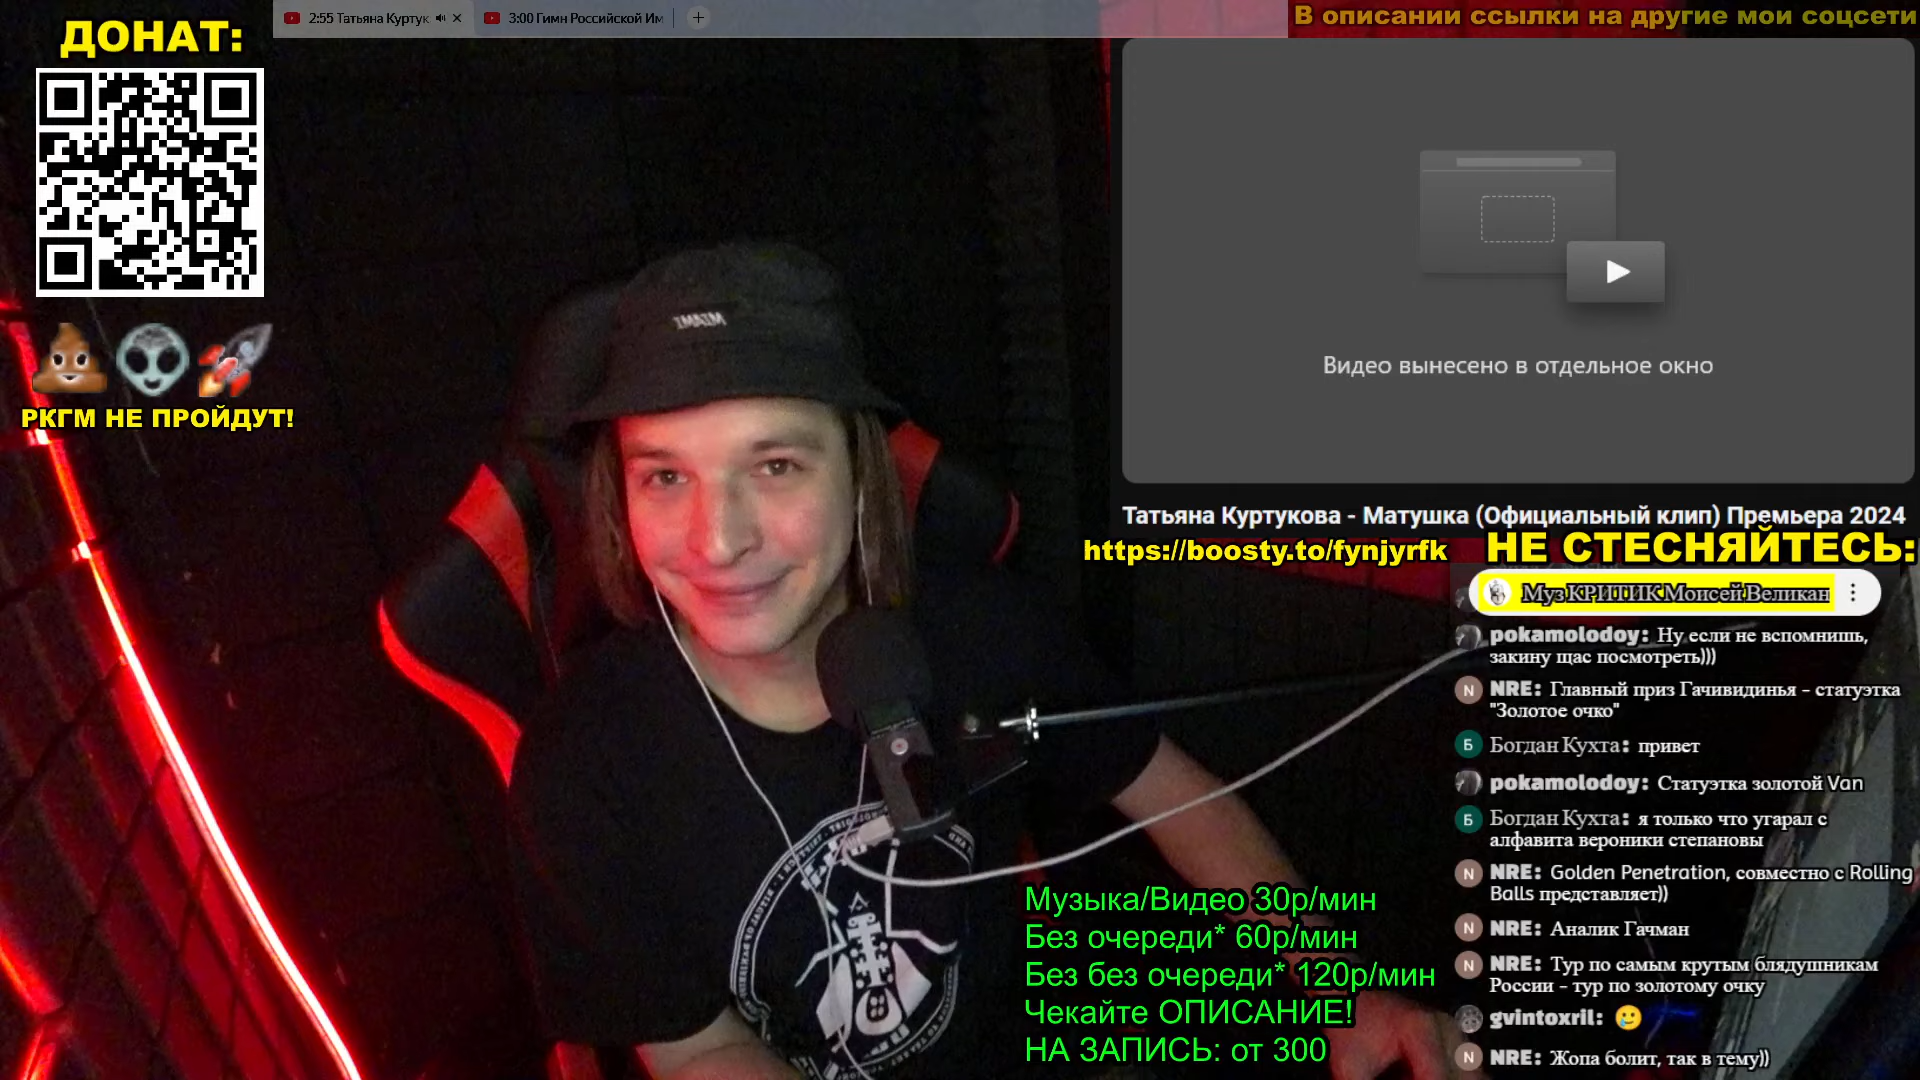 ДОНАТ:
2:55 Татьяна Куртук
3:00 Гимн Российской Им
В описании ссылки на другие мои соцсети
РКГМ НЕ ПРОЙДУТ!
MIAMI
Видео вынесено в отдельное окно
Татьяна Куртукова - Матушка (Официальный клип) Премьера 2024
https://boosty.to/fynjyrfk
НЕ СТЕСНЯЙТЕСЬ:
Муз КРИТИК Моисей Великан
pokamolodoy: Ну если не вспомнишь,
закину щас посмотреть)))
NRE: Главный приз Гачивидинья - статуэтка
"Золотое очко"
Богдан Кухта: привет
pokamolodoy: Статуэтка золотой Van
Богдан Кухта: я только что угарал с
алфавита вероники степановы
NRE: Golden Penetration, совместно с Rolling
Balls представляет))
NRE: Аналик Гачман
NRE: Тур по самым крутым блядушникам
России - тур по золотому очку
gvintoxril: 🥲
NRE: Жопа болит, так в тему))
Музыка/Видео 30р/мин
Без очереди* 60р/мин
Без без очереди* 120р/мин
Чекайте ОПИСАНИЕ!
НА ЗАПИСЬ: от 300